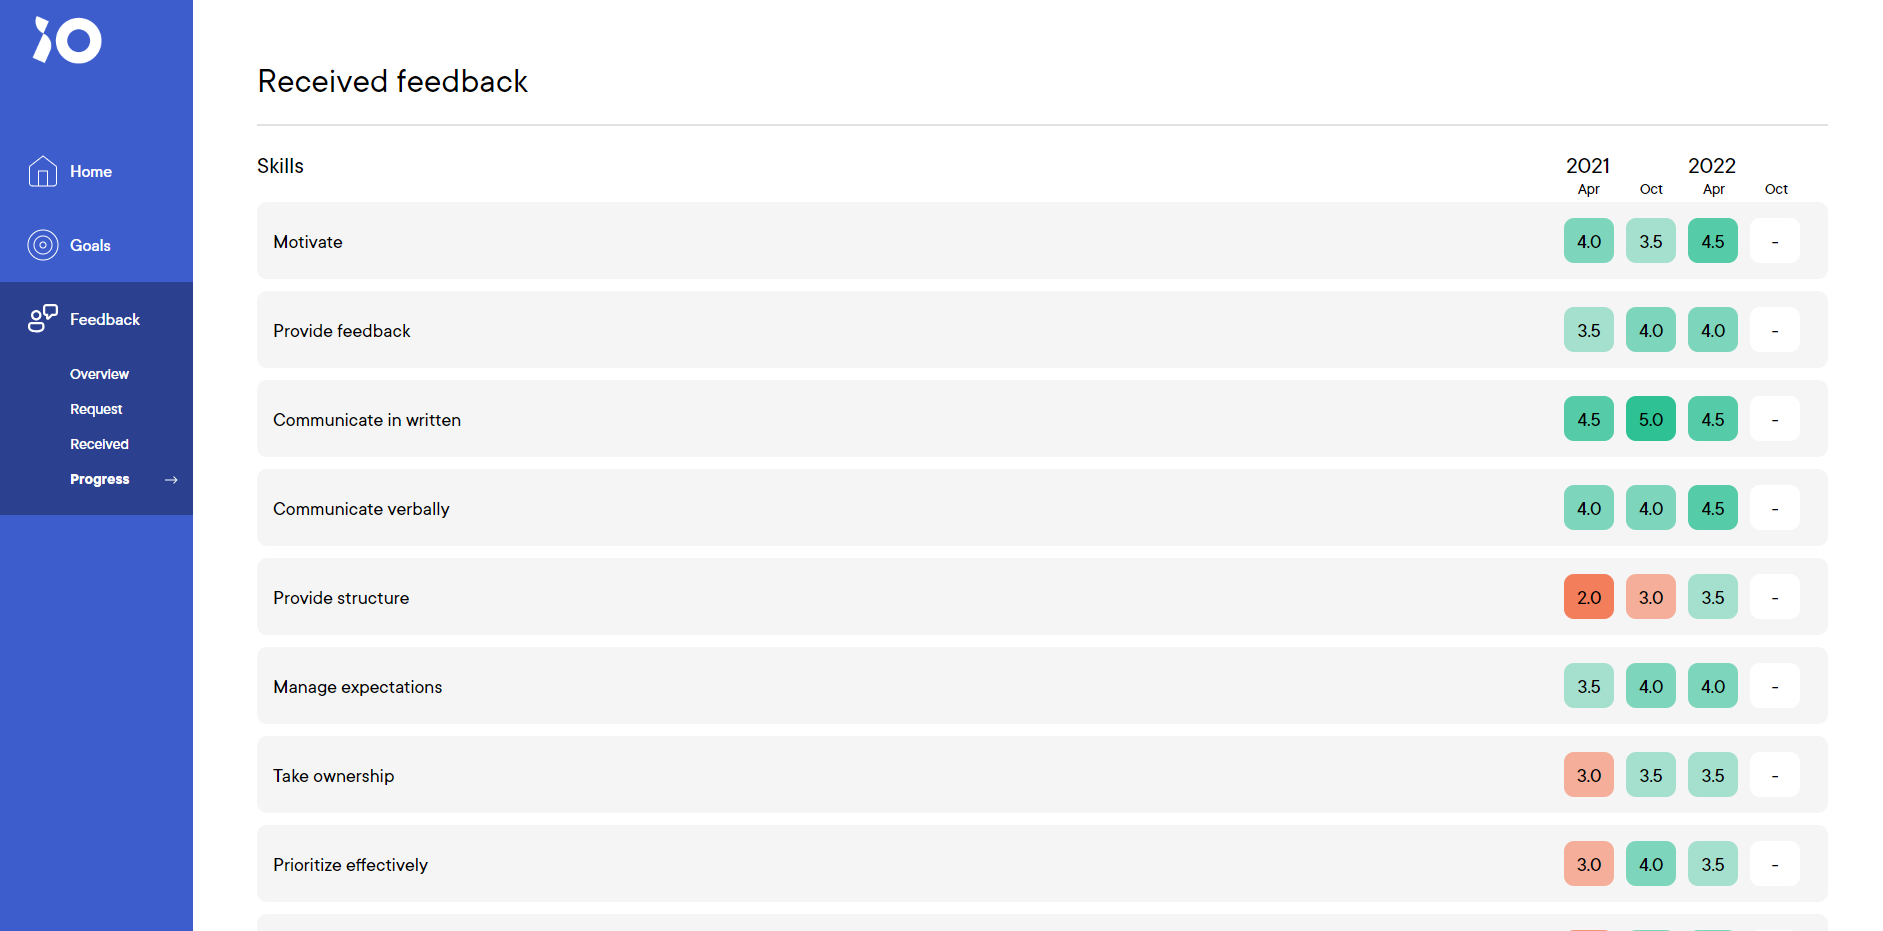 iO
Home
Goals
Feedback
Overview
Request
Received
Progress →
Received feedback
Skills 2021 2022
Apr Oct Apr Oct
Motivate 4.0 3.5 4.5 -
Provide feedback 3.5 4.0 4.0 -
Communicate in written 4.5 5.0 4.5 -
Communicate verbally 4.0 4.0 4.5 -
Provide structure 2.0 3.0 3.5 -
Manage expectations 3.5 4.0 4.0 -
Take ownership 3.0 3.5 3.5 -
Prioritize effectively 3.0 4.0 3.5 -